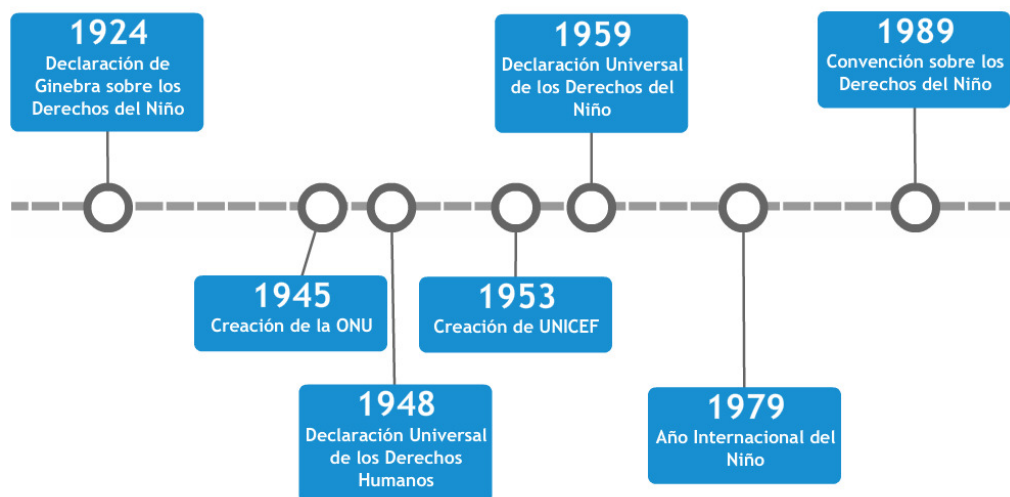 1924
Declaración de
Ginebra sobre los
Derechos del Niño
1945
Creación de la ONU
1948
Declaración Universal
de los Derechos
Humanos
1953
Creación de UNICEF
1959
Declaración Universal
de los Derechos del
Niño
1979
Año Internacional del
Niño
1989
Convención sobre los
Derechos del Niño